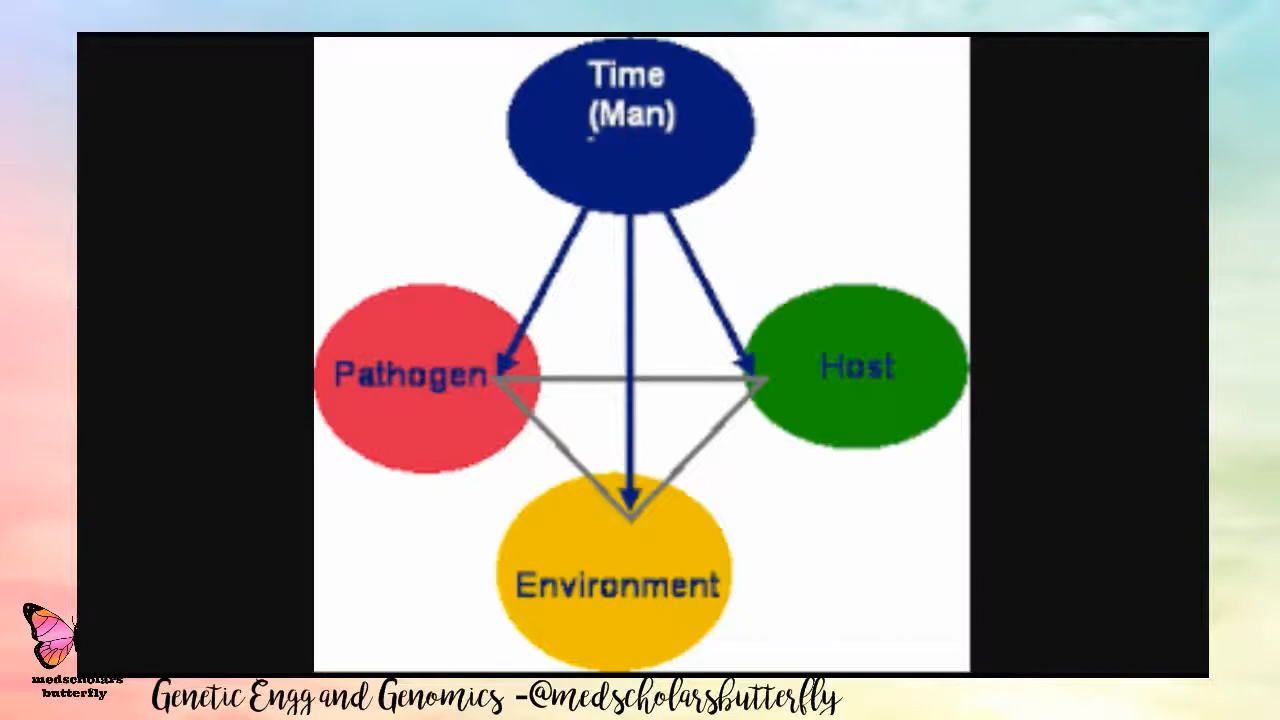 Time
(Man)
Pathogen
Host
Environment
medscholars
butterfly
Genetic Engg and Genomics -@medscholarsbutterfly